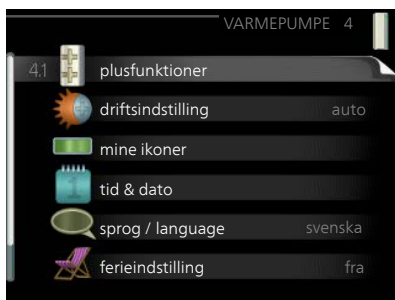 VARMEPUMPE 4
4.1 plusfunktioner
driftsindstilling auto
mine ikoner
tid & dato
sprog / language svenska
ferieindstilling fra